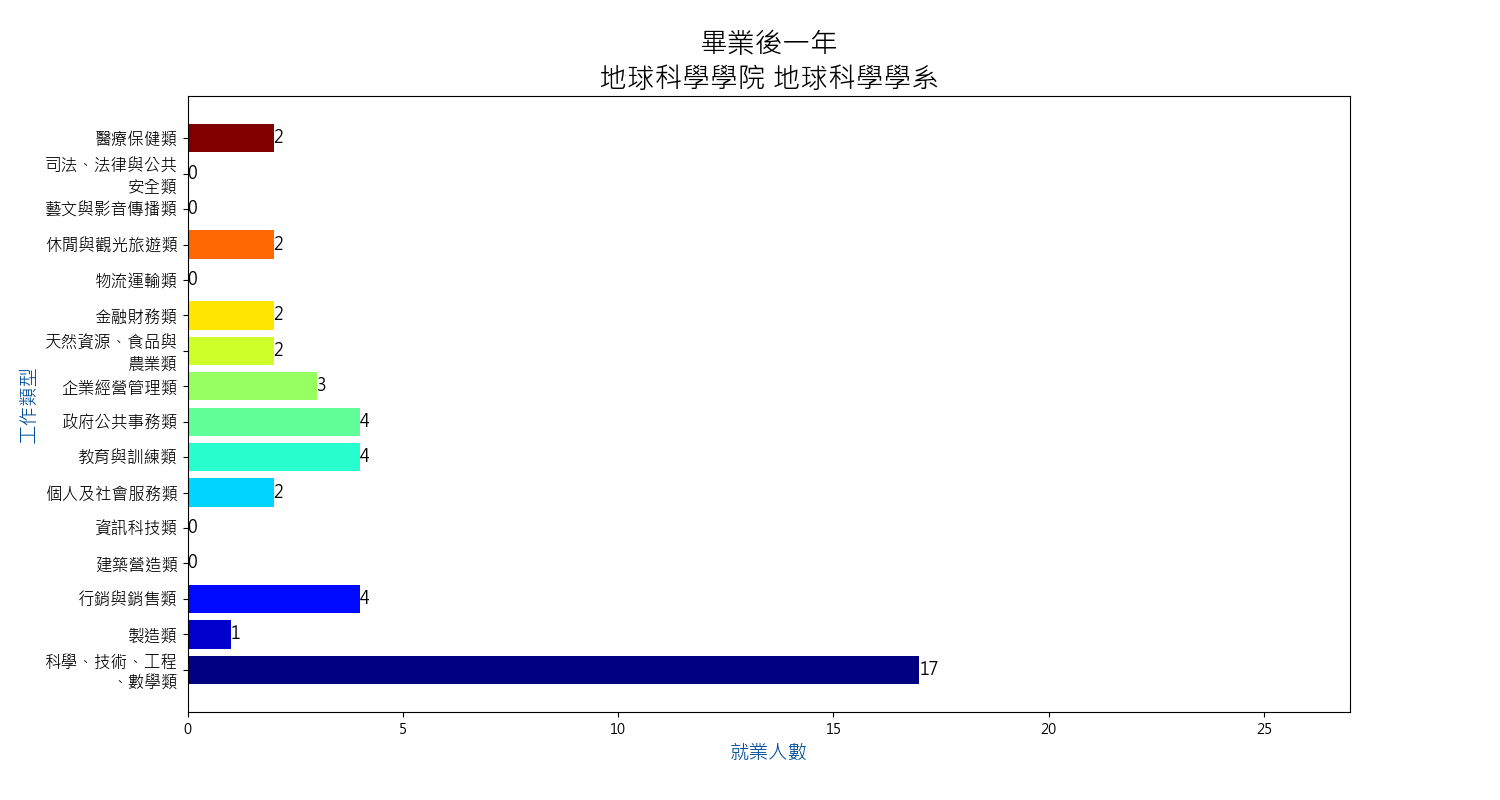 畢業後一年
地球科學學院 地球科學學系
醫療保健類
2
司法、法律與公共
安全類
0
藝文與影音傳播類
0
休閒與觀光旅遊類
2
物流運輸類
0
金融財務類
2
天然資源、食品與
農業類
2
企業經營管理類
3
政府公共事務類
4
教育與訓練類
4
個人及社會服務類
2
資訊科技類
0
建築營造類
0
行銷與銷售類
4
製造類
1
科學、技術、工程
、數學類
17
工作類型
0 5 10 15 20 25
就業人數